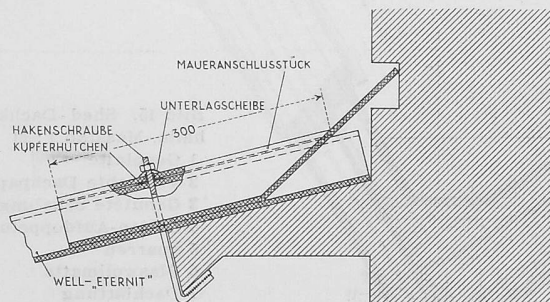 MAUERANSCHLUSSTÜCK
UNTERLAGSCHEIBE
HAKENSCHRAUBE
300
KUPFERHÜTCHEN
WELL-„ETERNIT"